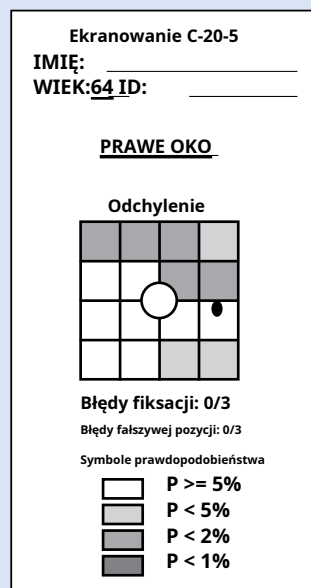 Ekranowanie C-20-5
IMIĘ:
WIEK:64 ID:
PRAWE OKO
Odchylenie
Błędy fiksacji: 0/3
Błędy fałszywej pozycji: 0/3
Symbole prawdopodobieństwa
P >= 5%
P < 5%
P < 2%
P < 1%